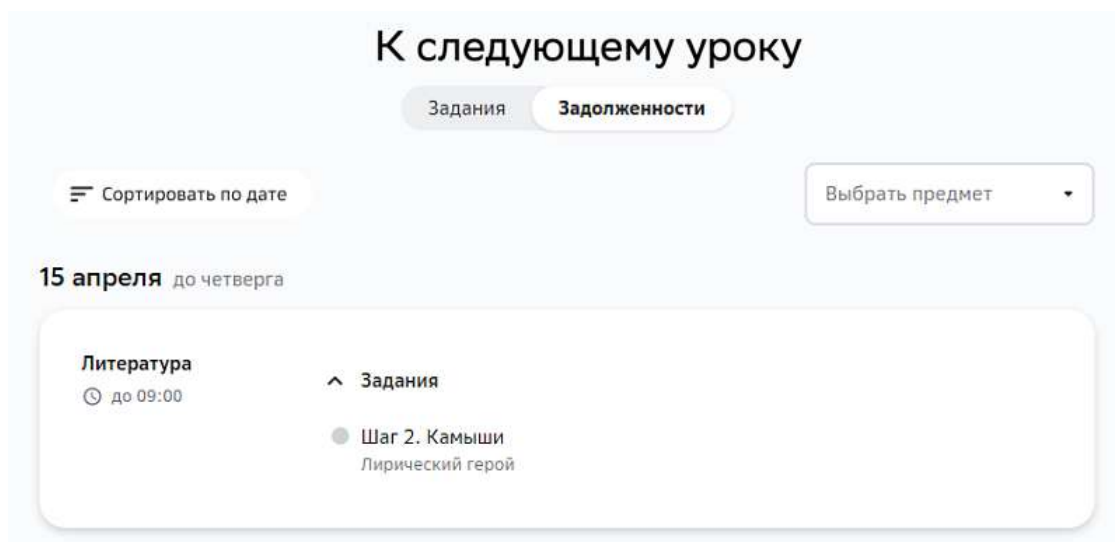 К следующему уроку
Задания Задолженности
Сортировать по дате Выбрать предмет
15 апреля до четверга
Литература
до 09:00
Задания
Шаг 2. Камыши
Лирический герой